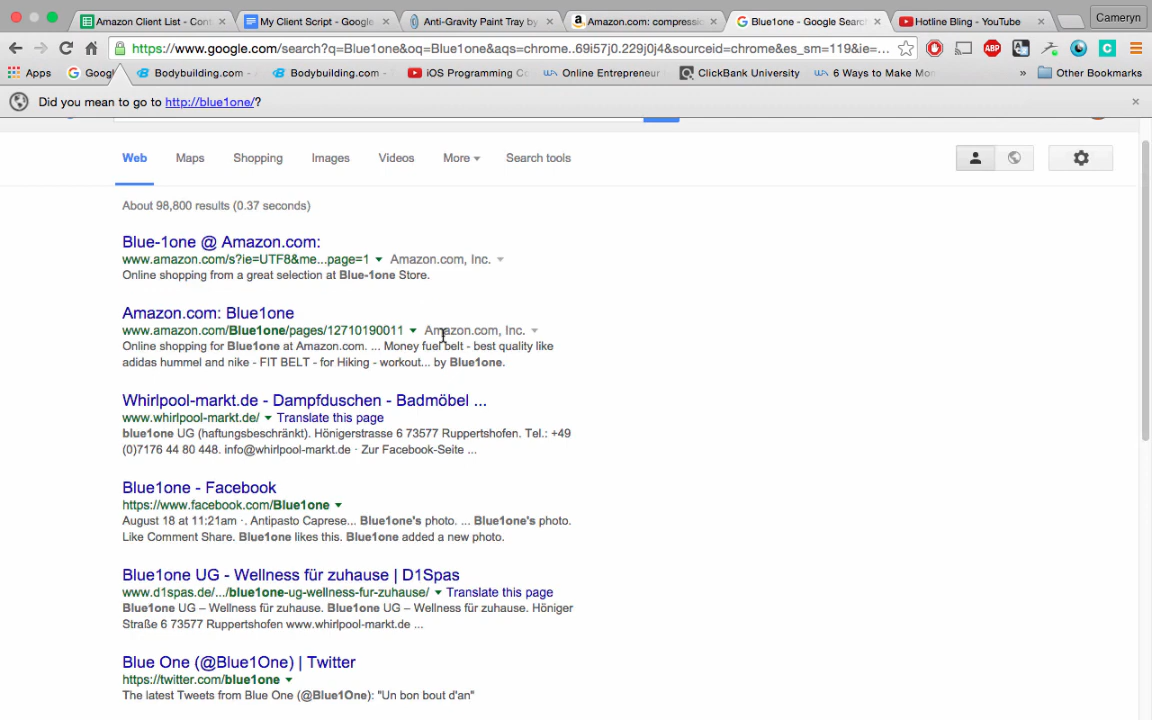 Amazon Client List - Cont
My Client Script - Google
Anti-Gravity Paint Tray by
Amazon.com: compressi
Blue1one - Google Search
Hotline Bling - YouTube
Cameryn
https://www.google.com/search?q=Blue1one&oq=Blue1one&aqs=chrome..69i57j0.229j0j4&sourceid=chrome&es_sm=119&ie=...
ABP
Apps
Googl
Bodybuilding.com -
Bodybuilding.com -
iOS Programming Co
Online Entrepreneur
ClickBank University
6 Ways to Make Mon
»
Other Bookmarks
Did you mean to go to http://blue1one/?
Web Maps Shopping Images Videos More Search tools
About 98,800 results (0.37 seconds)
Blue-1one @ Amazon.com:
www.amazon.com/s?ie=UTF8&me...page=1 Amazon.com, Inc.
Online shopping from a great selection at Blue-1one Store.
Amazon.com: Blue1one
www.amazon.com/Blue1one/pages/12710190011 Amazon.com, Inc.
Online shopping for Blue1one at Amazon.com. ... Money fuel belt - best quality like
adidas hummel and nike - FIT BELT - for Hiking - workout... by Blue1one.
Whirlpool-markt.de - Dampfduschen - Badmöbel ...
www.whirlpool-markt.de/ Translate this page
blue1one UG (haftungsbeschränkt). Hönigerstrasse 6 73577 Ruppertshofen. Tel.: +49
(0)7176 44 80 448. info@whirlpool-markt.de · Zur Facebook-Seite ...
Blue1one - Facebook
https://www.facebook.com/Blue1one
August 18 at 11:21am ·. Antipasto Caprese... Blue1one's photo. ... Blue1one's photo.
Like Comment Share. Blue1one likes this. Blue1one added a new photo.
Blue1one UG - Wellness für zuhause | D1Spas
www.d1spas.de/.../blue1one-ug-wellness-fur-zuhause/ Translate this page
Blue1one UG – Wellness für zuhause. Blue1one UG – Wellness für zuhause. Höniger
Straße 6 73577 Ruppertshofen www.whirlpool-markt.de ...
Blue One (@Blue1One) | Twitter
https://twitter.com/blue1one
The latest Tweets from Blue One (@Blue1One): "Un bon bout d'an"